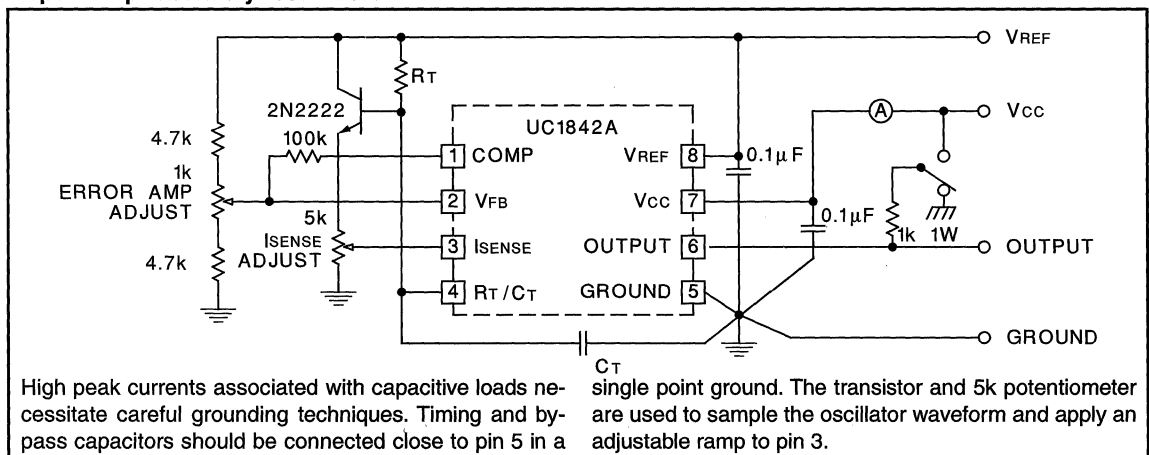 VREF
RT
2N2222
VCC
A
UC1842A
4.7k
100k
1 COMP
VREF 8
0.1µF
1k
ERROR AMP
ADJUST
2 VFB
VCC 7
0.1µF
5k
ISENSE
ADJUST
3 ISENSE
OUTPUT 6
1k 1W
OUTPUT
4.7k
4 RT/CT
GROUND 5
GROUND
CT
High peak currents associated with capacitive loads ne-
cessitate careful grounding techniques. Timing and by-
pass capacitors should be connected close to pin 5 in a
single point ground. The transistor and 5k potentiometer
are used to sample the oscillator waveform and apply an
adjustable ramp to pin 3.